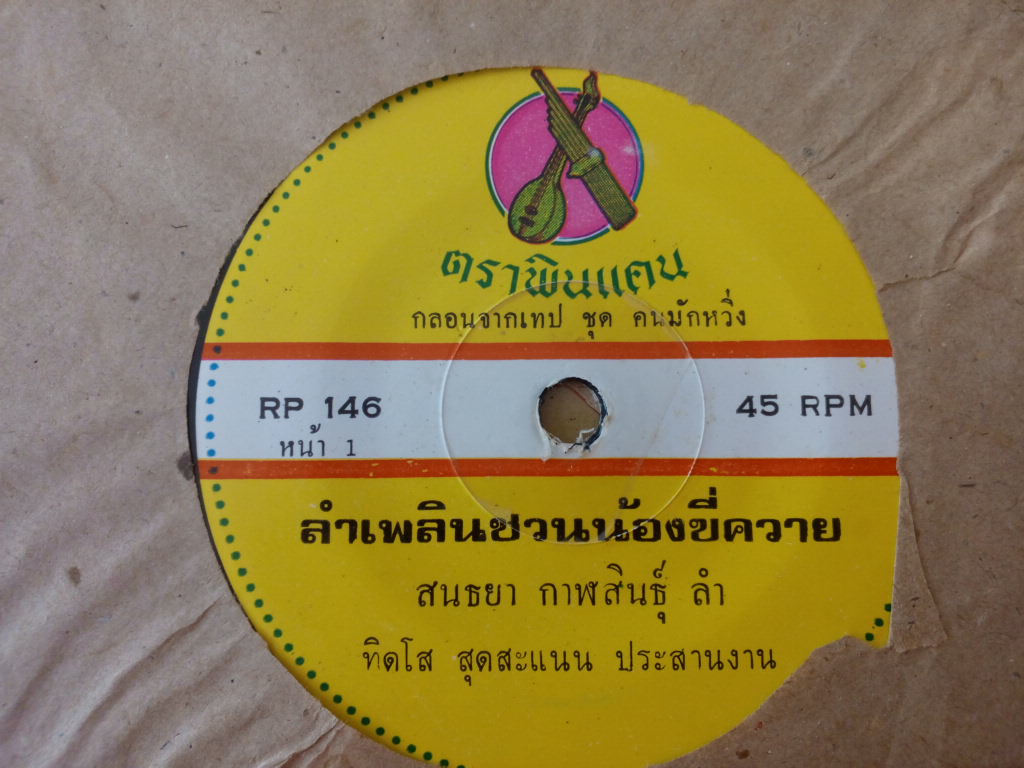 ตราพินแคน
กลอนจากเทป ชุด คนมักหวิ่ง
RP 146
45 RPM
หน้า 1
ลำเพลินชวนน้องขี่ควาย
สนธยา กาฬสินธุ์ ลำ
ทิดโส สุดสะแนน ประสานงาน